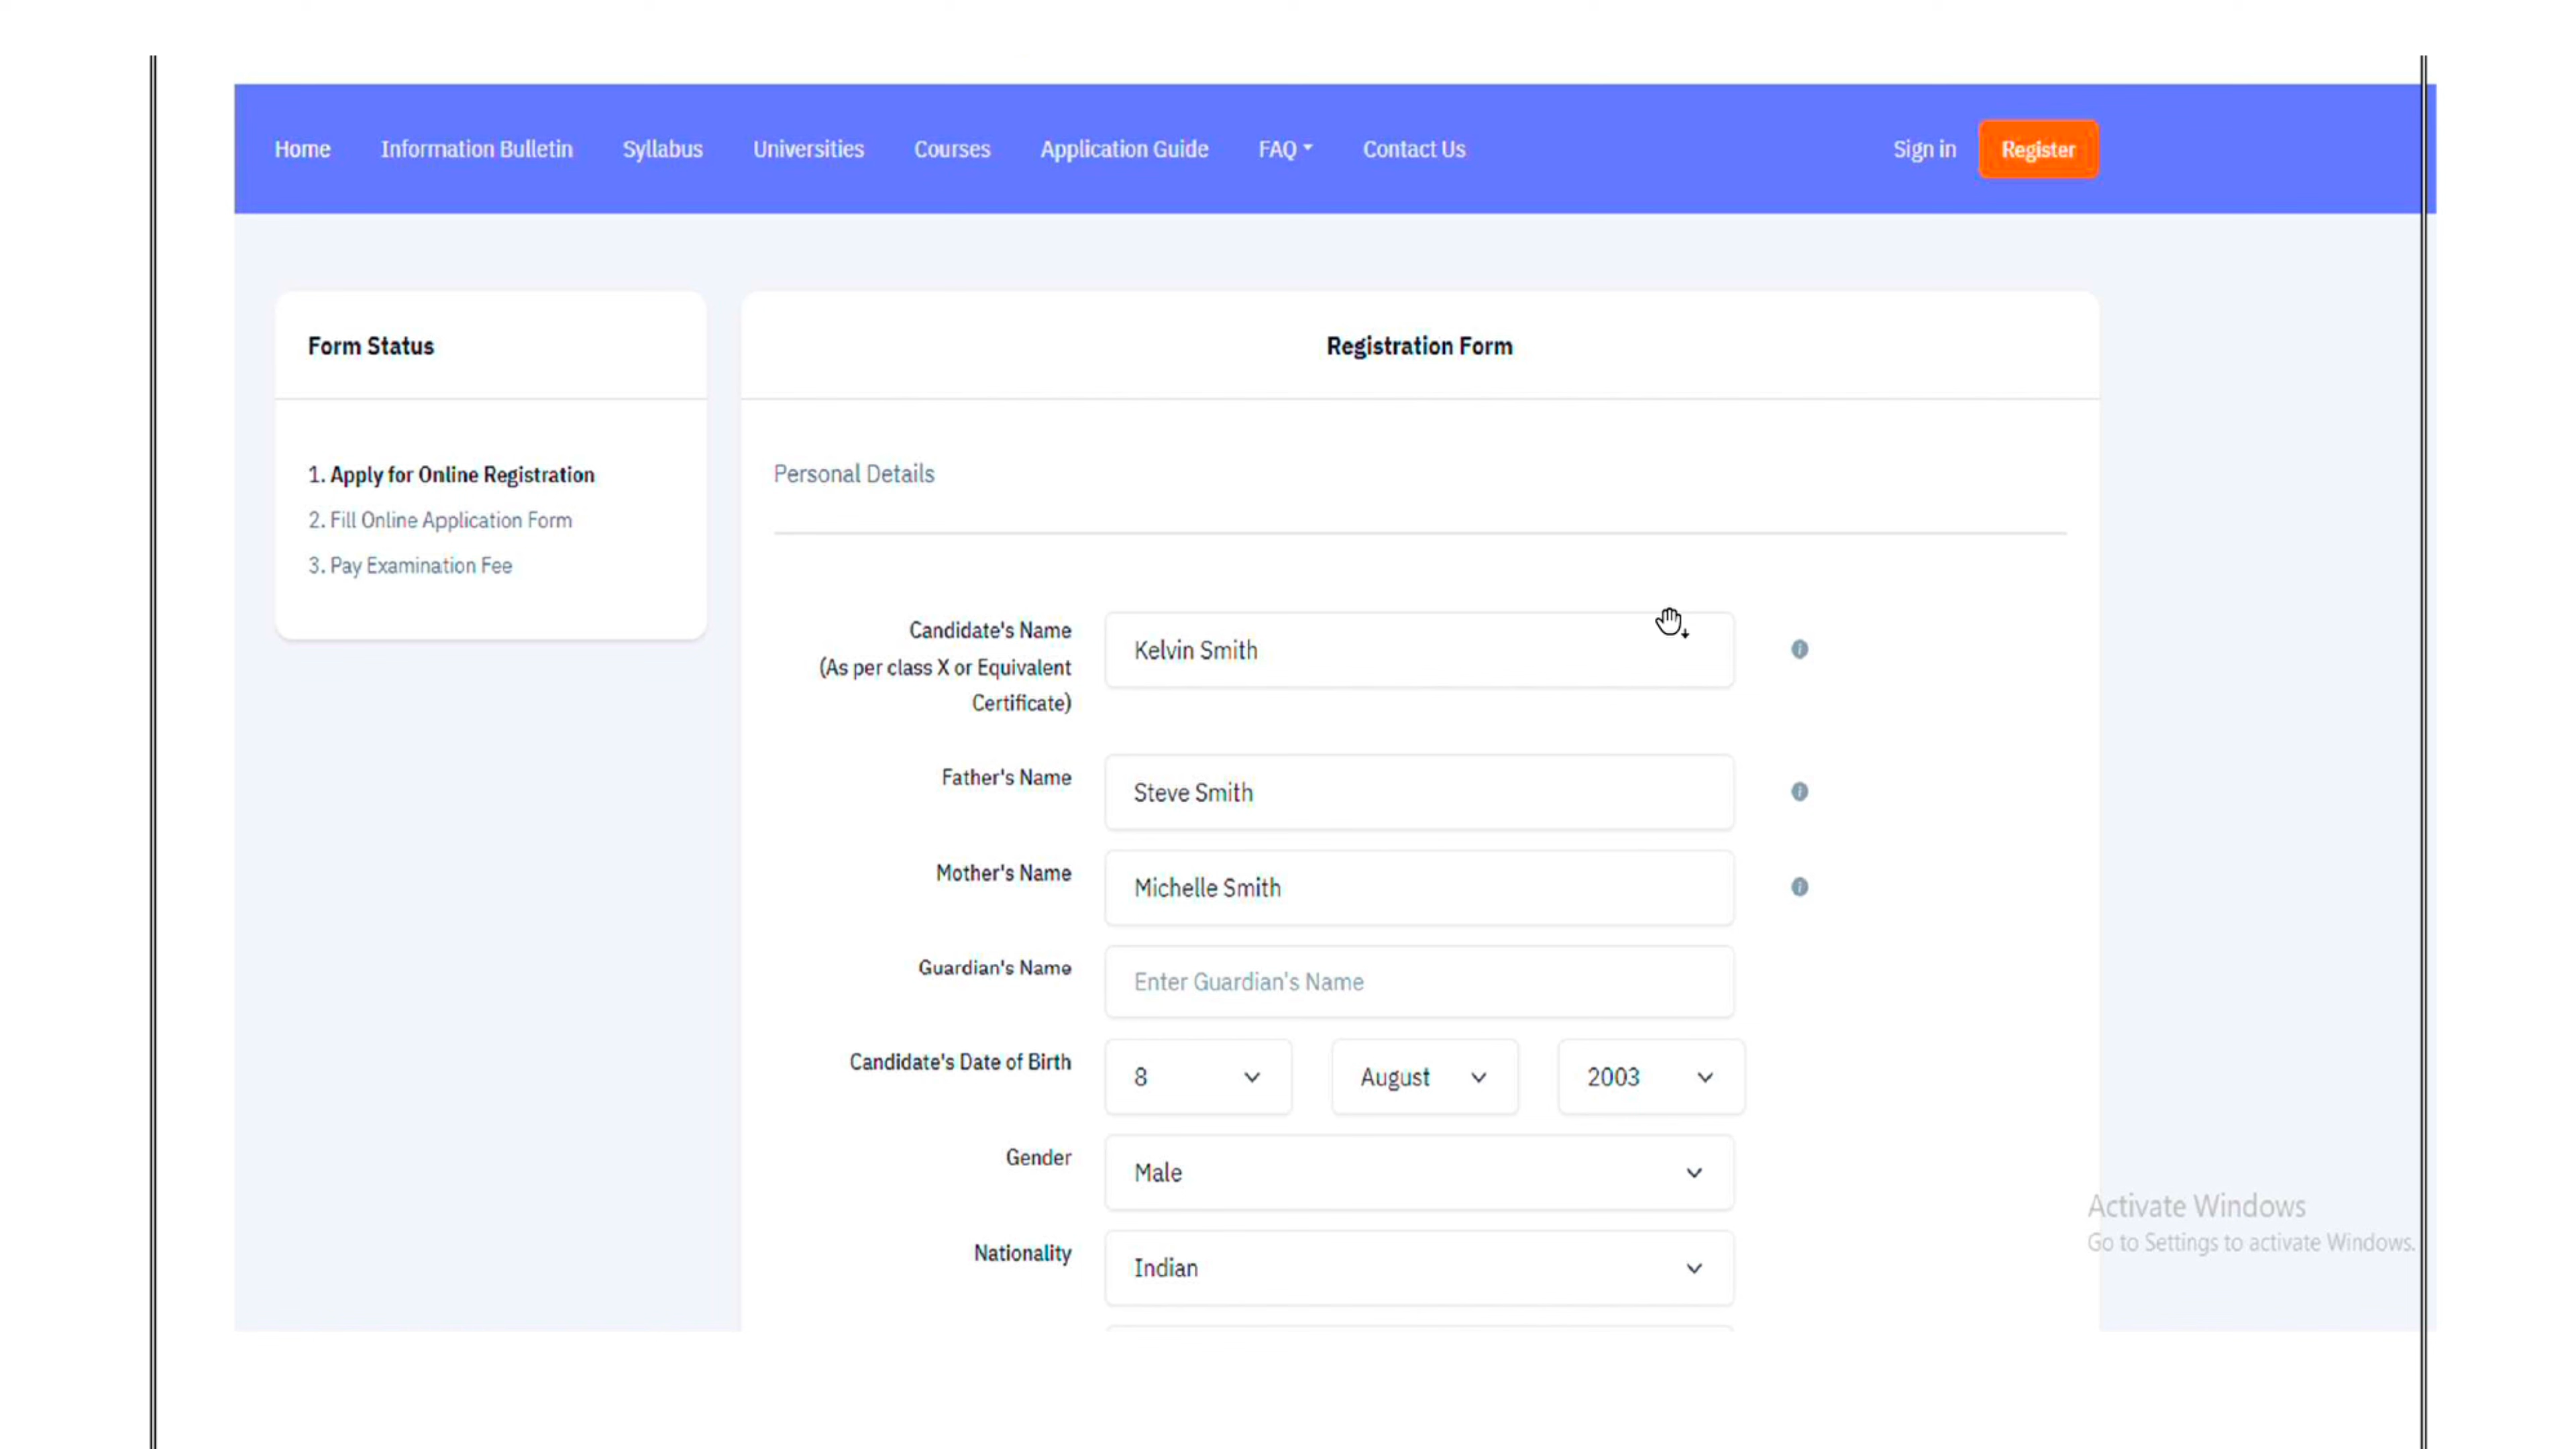 Home Information Bulletin Syllabus Universities Courses Application Guide FAQ Contact Us Sign in Register
Form Status
1. Apply for Online Registration
2. Fill Online Application Form
3. Pay Examination Fee
Registration Form
Personal Details
Candidate's Name
(As per class X or Equivalent
Certificate)
Kelvin Smith
Father's Name
Steve Smith
Mother's Name
Michelle Smith
Guardian's Name
Enter Guardian's Name
Candidate's Date of Birth
8 August 2003
Gender
Male
Nationality
Indian
Activate Windows
Go to Settings to activate Windows.